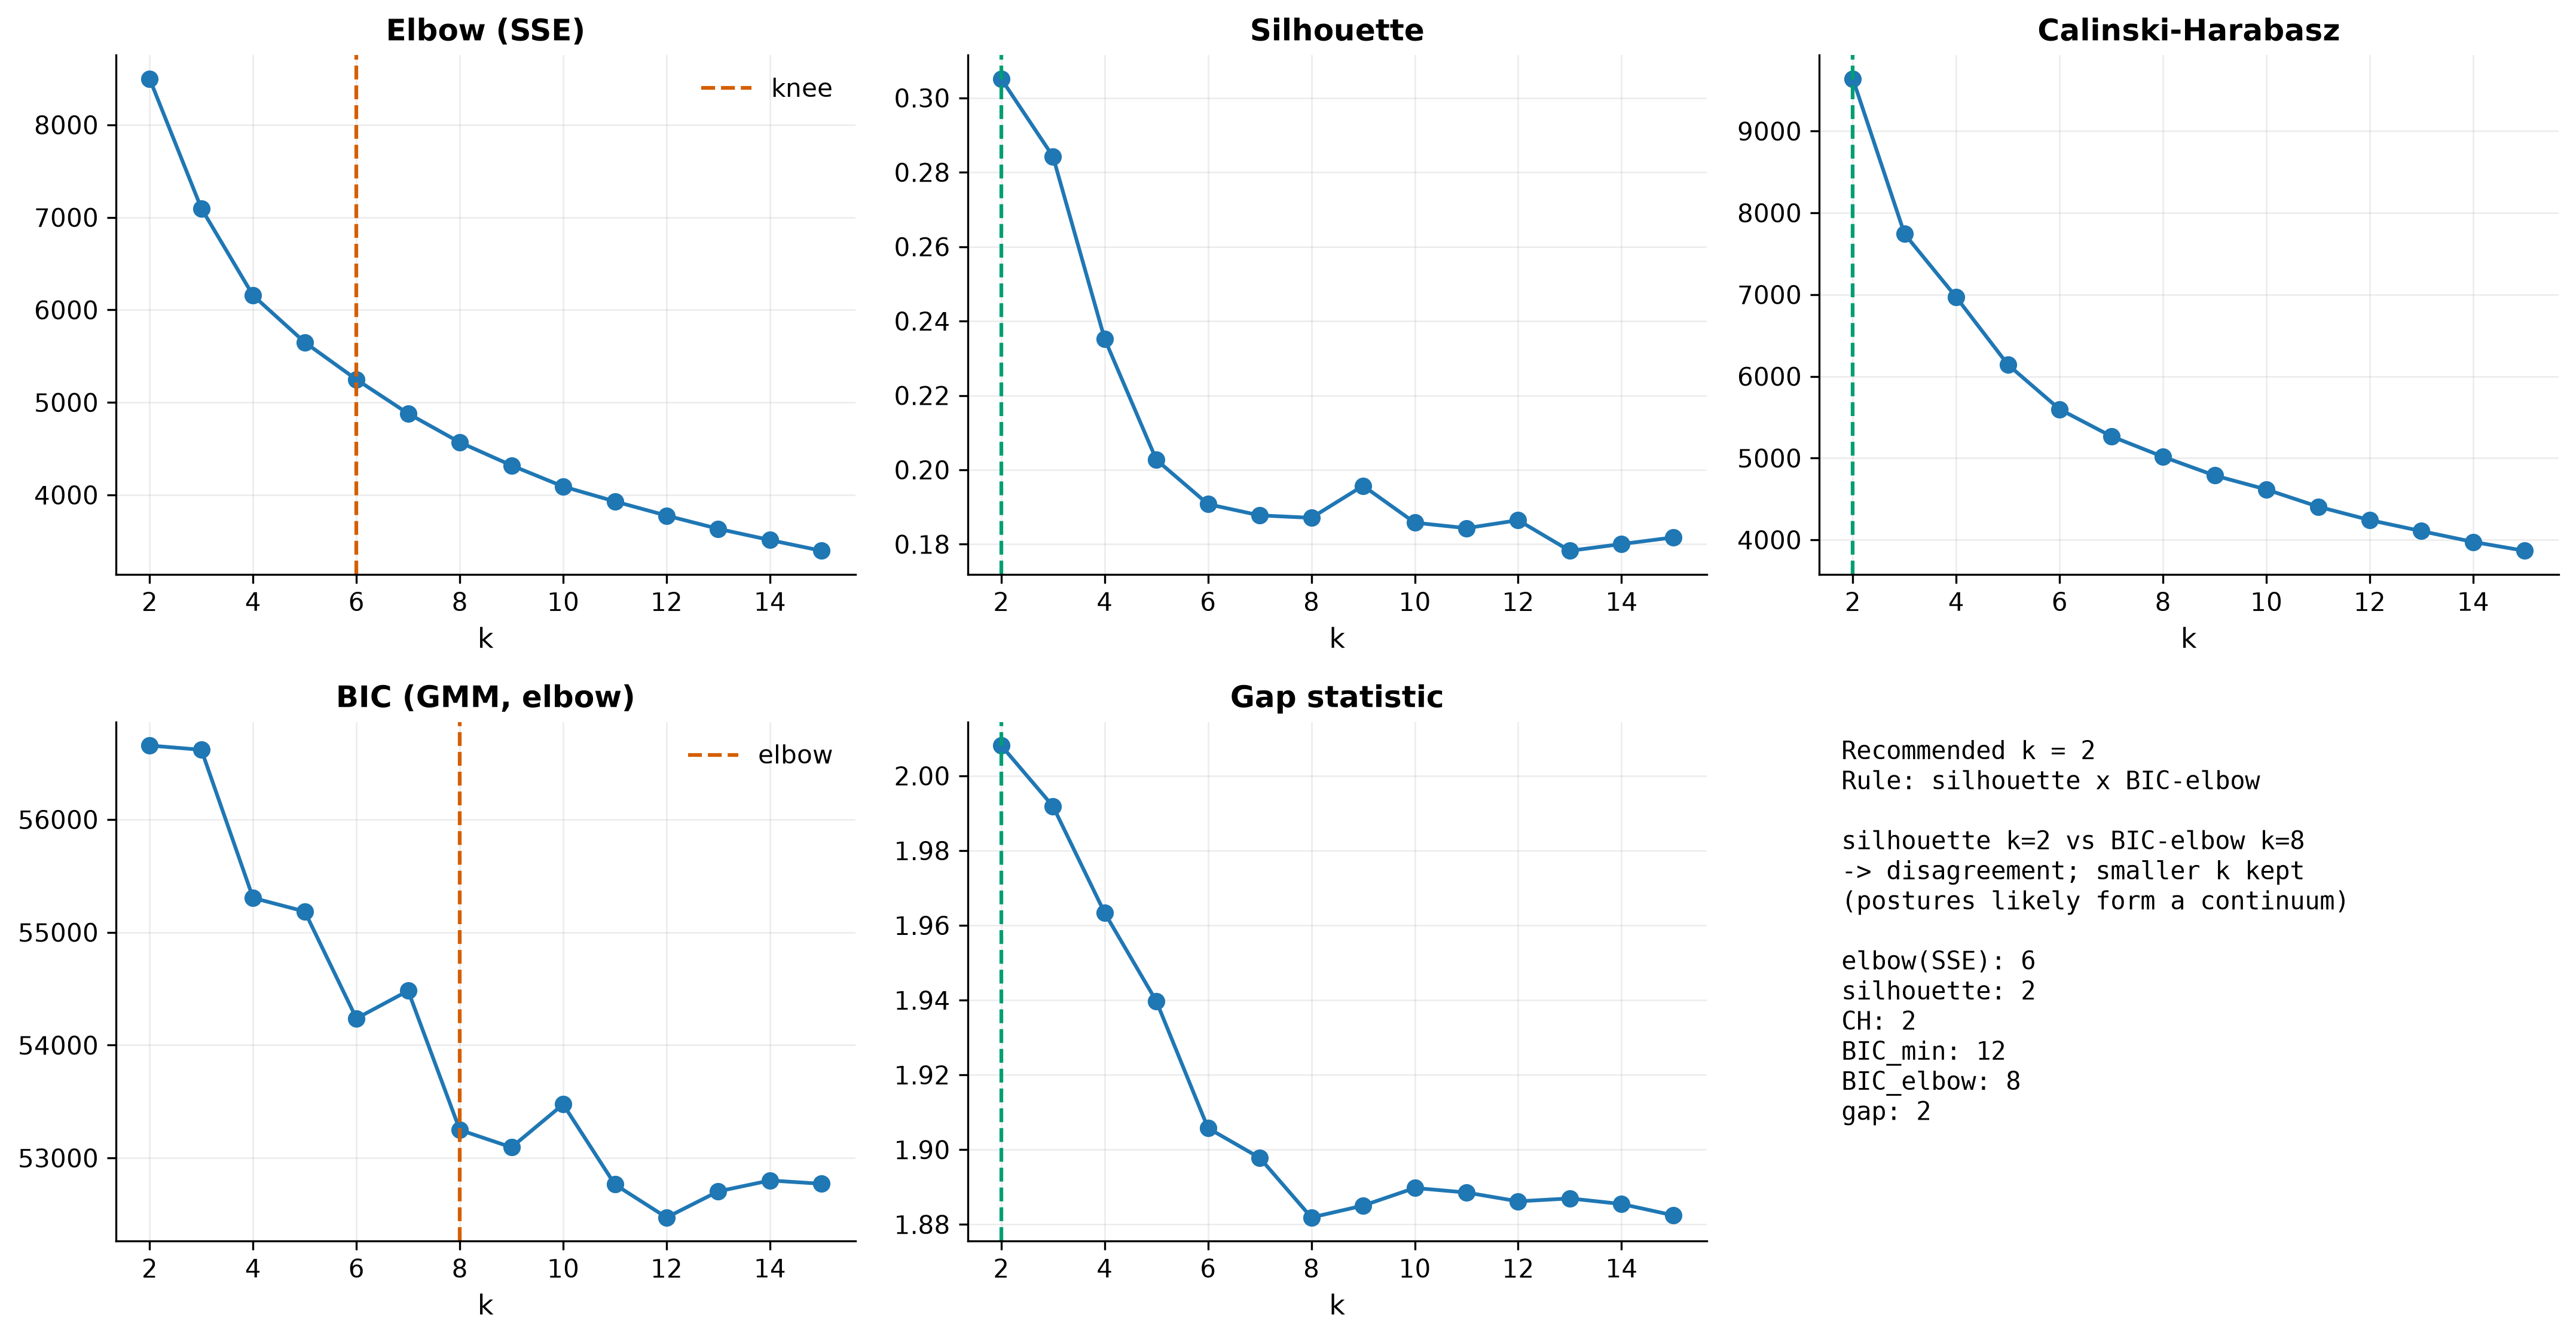 Elbow (SSE)
knee
8000
7000
6000
5000
4000
2 4 6 8 10 12 14
k
Silhouette
0.30
0.28
0.26
0.24
0.22
0.20
0.18
2 4 6 8 10 12 14
k
Calinski-Harabasz
9000
8000
7000
6000
5000
4000
2 4 6 8 10 12 14
k
BIC (GMM, elbow)
elbow
56000
55000
54000
53000
2 4 6 8 10 12 14
k
Gap statistic
2.00
1.98
1.96
1.94
1.92
1.90
1.88
2 4 6 8 10 12 14
k
Recommended k = 2
Rule: silhouette x BIC-elbow
silhouette k=2 vs BIC-elbow k=8
-> disagreement; smaller k kept
(postures likely form a continuum)
elbow(SSE): 6
silhouette: 2
CH: 2
BIC_min: 12
BIC_elbow: 8
gap: 2